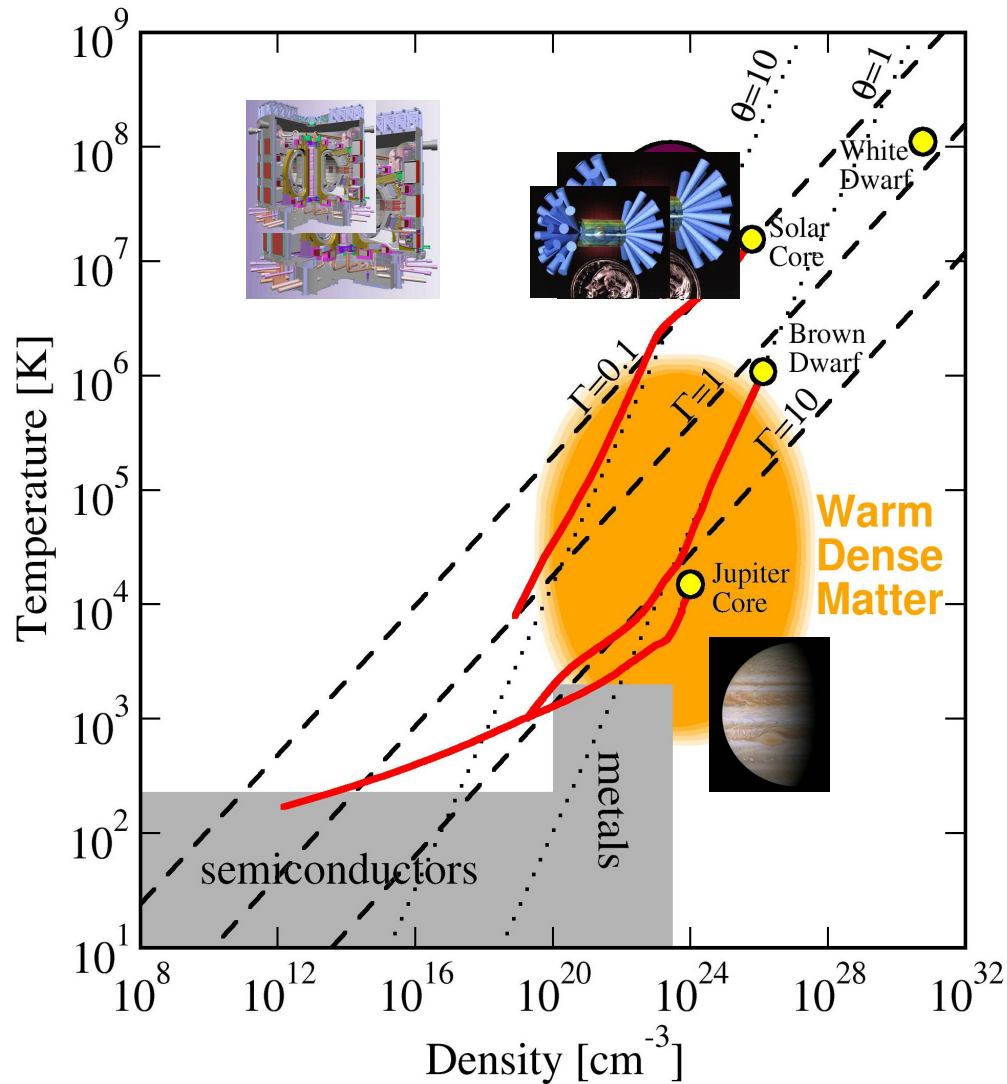 10^9
10^8
10^7
10^6
10^5
10^4
10^3
10^2
10^1
Temperature [K]
θ=10
θ=1
White
Dwarf
Solar
Core
Brown
Dwarf
Γ=0.1
Γ=1
Γ=10
Warm
Dense
Matter
Jupiter
Core
metals
semiconductors
10^8 10^12 10^16 10^20 10^24 10^28 10^32
Density [cm^-3]